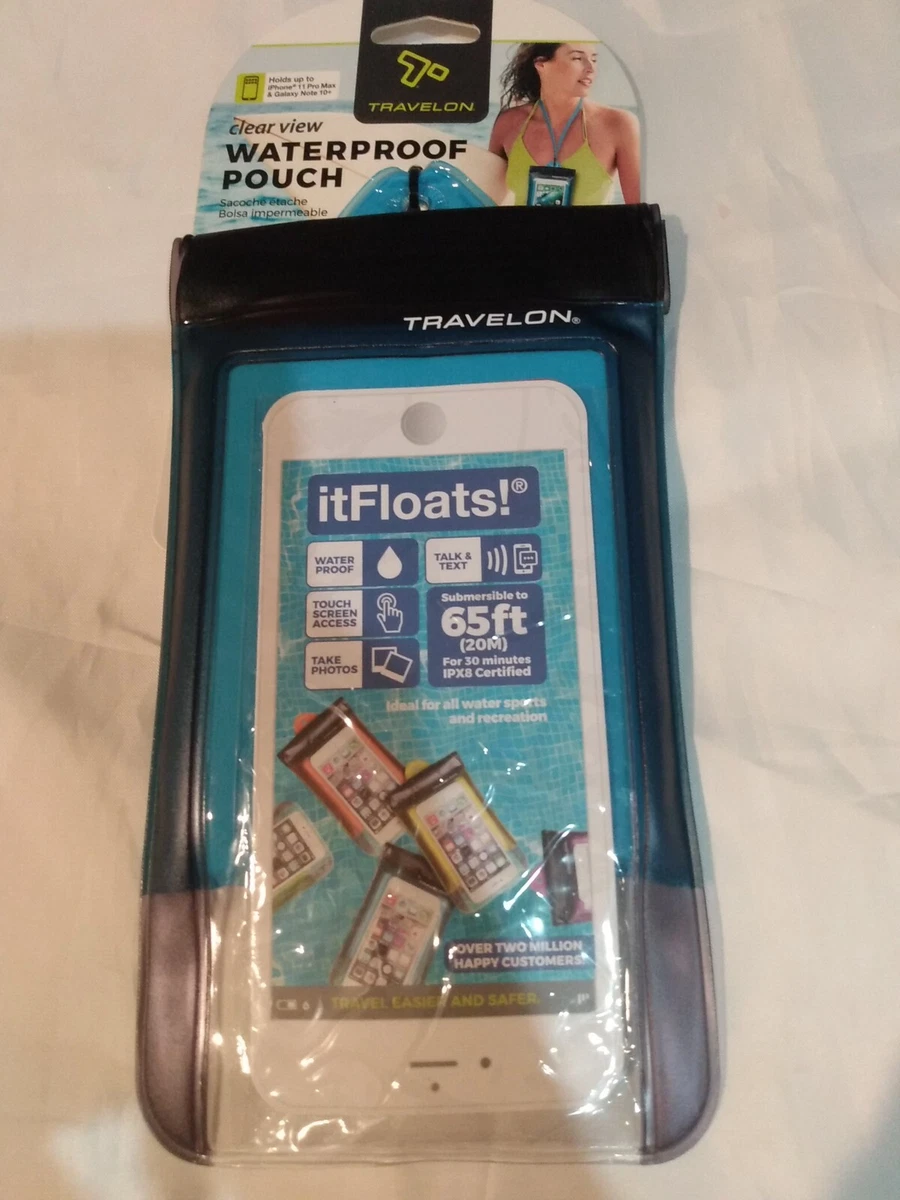 Holds up to
iPhone® 11 Pro Max
& Galaxy Note 10+
TRAVELON
clear view
WATERPROOF
POUCH
Sacoche étache
Bolsa impermeable
TRAVELON®
itFloats!®
WATER
PROOF
TALK &
TEXT
TOUCH
SCREEN
ACCESS
Submersible to
65ft
(20M)
For 30 minutes
IPX8 Certified
TAKE
PHOTOS
Ideal for all water sports
and recreation
OVER TWO MILLION
HAPPY CUSTOMERS!
TRAVEL EASIER AND SAFER.